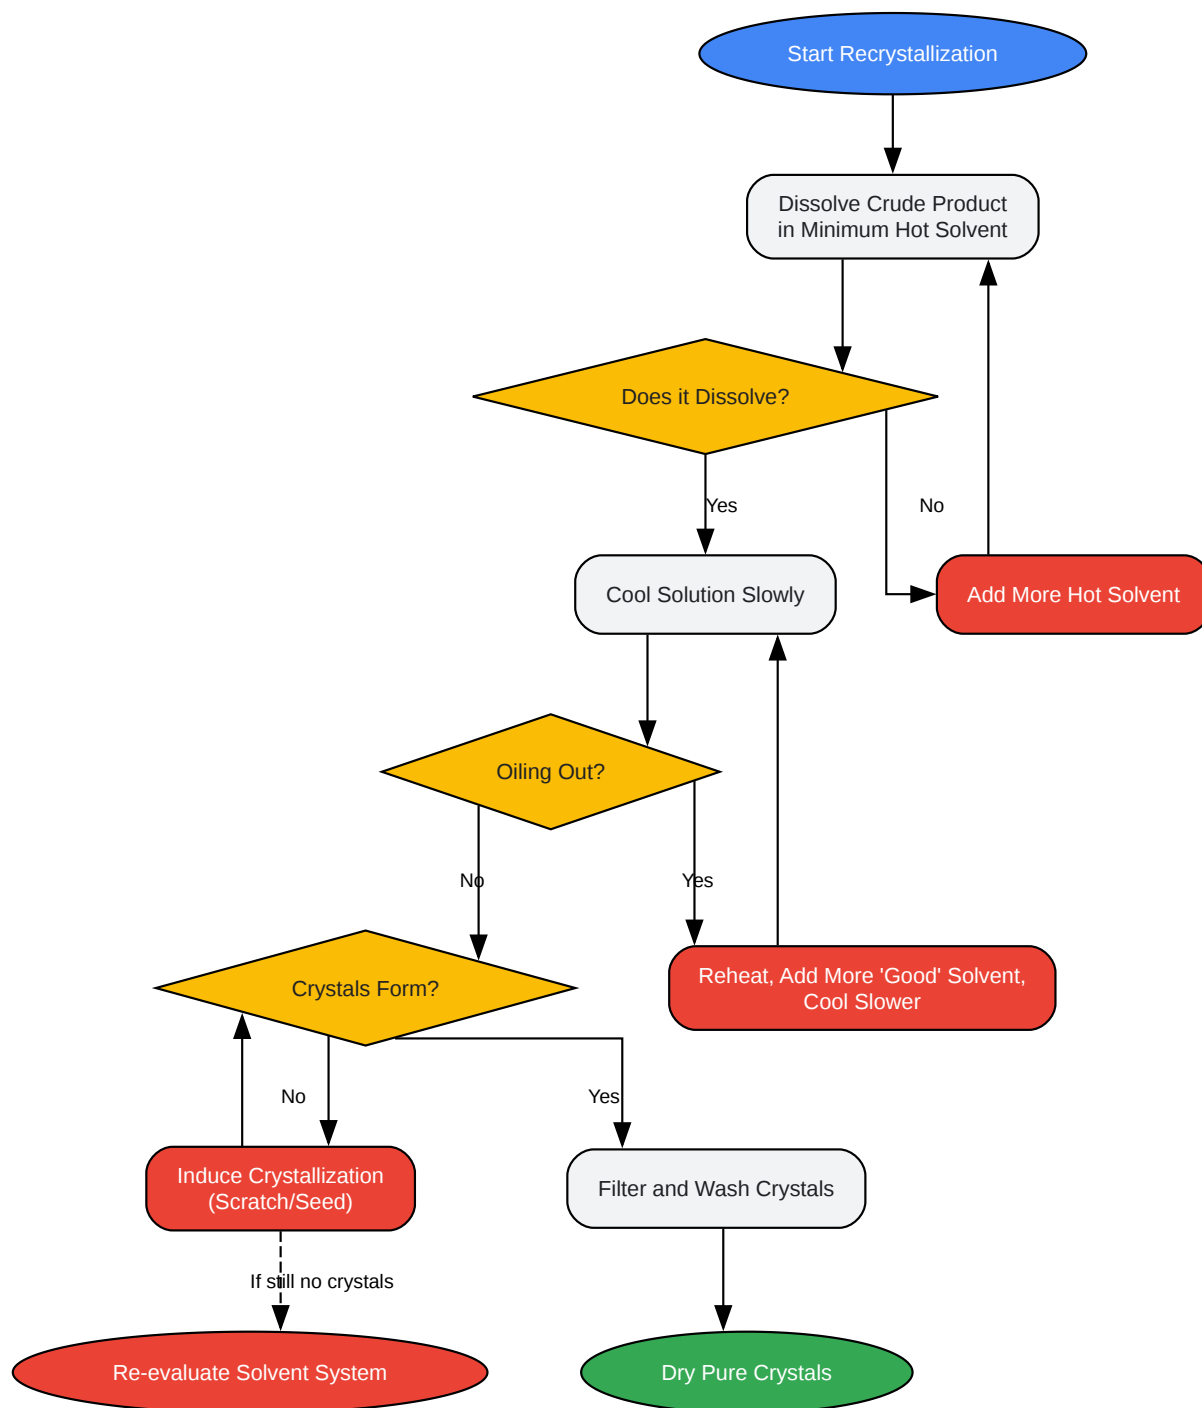 Start Recrystallization
Dissolve Crude Product
in Minimum Hot Solvent
Does it Dissolve?
Yes
No
Cool Solution Slowly
Add More Hot Solvent
Oiling Out?
No
Yes
Crystals Form?
Reheat, Add More 'Good' Solvent,
Cool Slower
No
Yes
Induce Crystallization
(Scratch/Seed)
Filter and Wash Crystals
If still no crystals
Re-evaluate Solvent System
Dry Pure Crystals